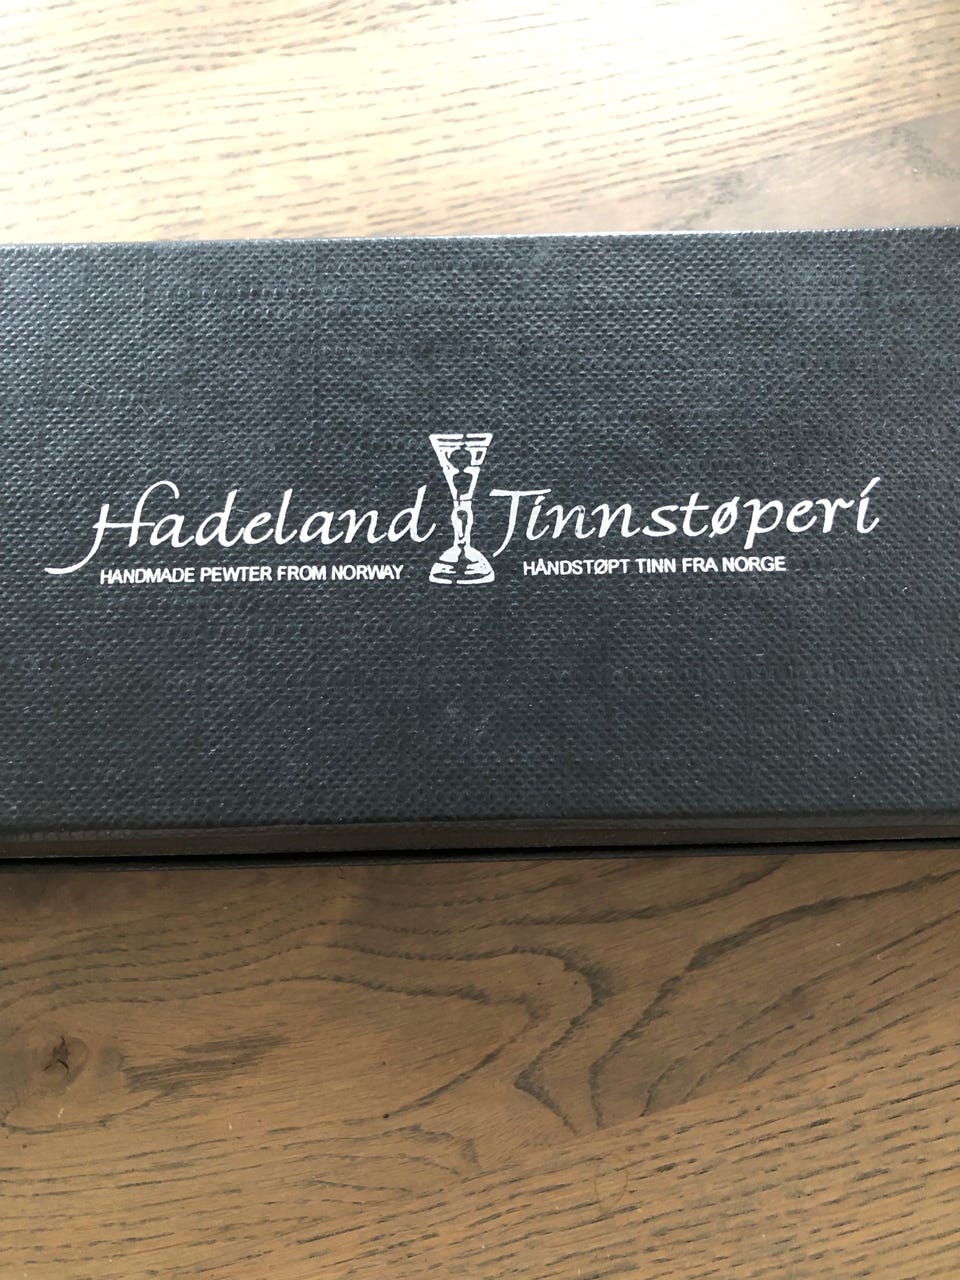 Hadeland Tinnstøperi
HANDMADE PEWTER FROM NORWAY HÅNDSTØPT TINN FRA NORGE